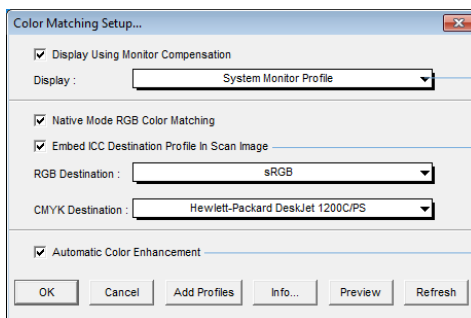 Color Matching Setup...
Display Using Monitor Compensation
Display : System Monitor Profile
Native Mode RGB Color Matching
Embed ICC Destination Profile In Scan Image
RGB Destination : sRGB
CMYK Destination : Hewlett-Packard DeskJet 1200C/PS
Automatic Color Enhancement
OK Cancel Add Profiles Info... Preview Refresh